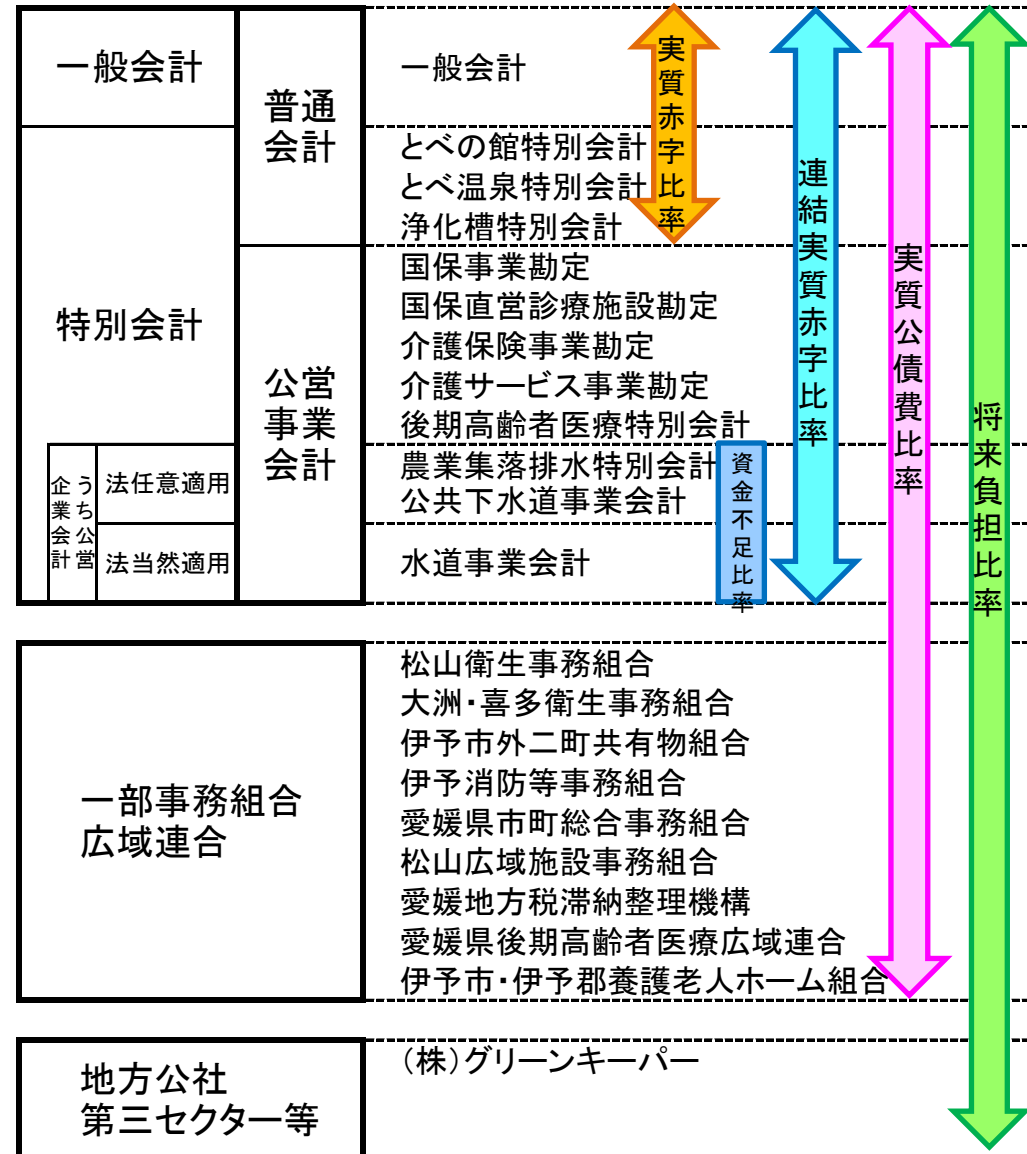 一般会計
普通
会計
一般会計
特別会計
とべの館特別会計
とべ温泉特別会計
浄化槽特別会計
公営
事業
会計
国保事業勘定
国保直営診療施設勘定
介護保険事業勘定
介護サービス事業勘定
後期高齢者医療特別会計
うち公営
企業会計
法任意適用
農業集落排水特別会計
公共下水道事業会計
法当然適用
水道事業会計
実質赤字比率
資金不足比率
連結実質赤字比率
実質公債費比率
将来負担比率
一部事務組合
広域連合
松山衛生事務組合
大洲・喜多衛生事務組合
伊予市外二町共有物組合
伊予消防等事務組合
愛媛県市町総合事務組合
松山広域施設事務組合
愛媛地方税滞納整理機構
愛媛県後期高齢者医療広域連合
伊予市・伊予郡養護老人ホーム組合
地方公社
第三セクター等
(株)グリーンキーパー